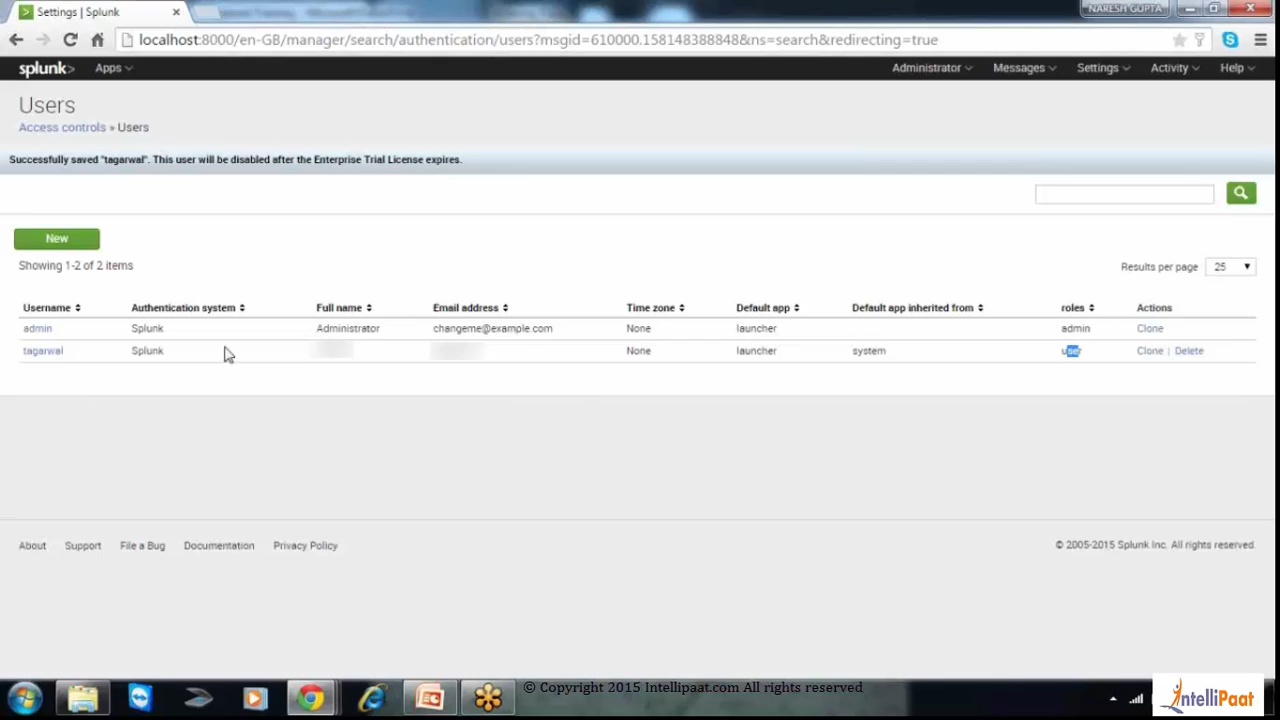 Settings | Splunk
NARESH GUPTA
localhost:8000/en-GB/manager/search/authentication/users?msgid=610000.158148388848&ns=search&redirecting=true
splunk> Apps Administrator Messages Settings Activity Help
Users
Access controls » Users
Successfully saved "tagarwal". This user will be disabled after the Enterprise Trial License expires.
New
Showing 1-2 of 2 items
Results per page 25
Username Authentication system Full name Email address Time zone Default app Default app inherited from roles Actions
admin Splunk Administrator changeme@example.com None launcher admin Clone
tagarwal Splunk None launcher system user Clone | Delete
About Support File a Bug Documentation Privacy Policy
© 2005-2015 Splunk Inc. All rights reserved.
© Copyright 2015 Intellipaat.com All rights reserved
IntelliPaat